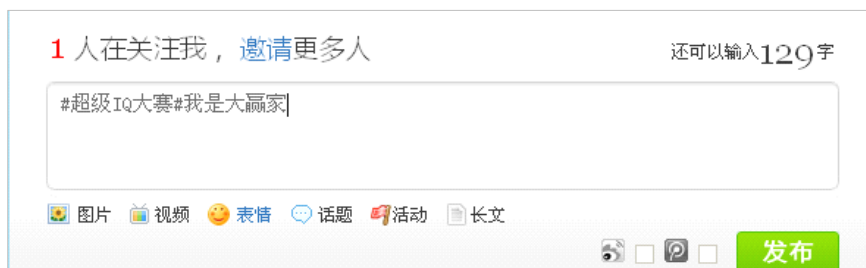 1 人在关注我，邀请更多人
还可以输入129字
#超级IQ大赛#我是大赢家
图片 视频 表情 话题 活动 长文
发布